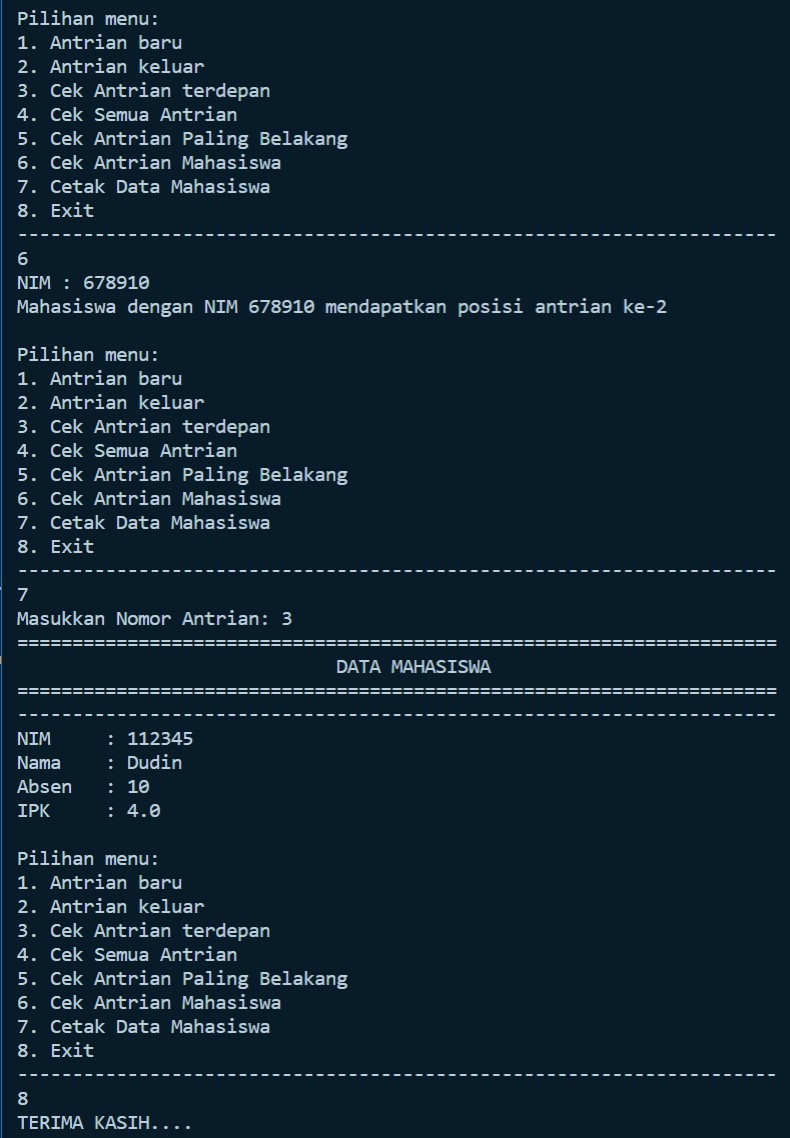 Pilihan menu:
1. Antrian baru
2. Antrian keluar
3. Cek Antrian terdepan
4. Cek Semua Antrian
5. Cek Antrian Paling Belakang
6. Cek Antrian Mahasiswa
7. Cetak Data Mahasiswa
8. Exit
---------------------------------------------------------------------
6
NIM : 678910
Mahasiswa dengan NIM 678910 mendapatkan posisi antrian ke-2
Pilihan menu:
1. Antrian baru
2. Antrian keluar
3. Cek Antrian terdepan
4. Cek Semua Antrian
5. Cek Antrian Paling Belakang
6. Cek Antrian Mahasiswa
7. Cetak Data Mahasiswa
8. Exit
---------------------------------------------------------------------
7
Masukkan Nomor Antrian: 3
=====================================================================
DATA MAHASISWA
=====================================================================
---------------------------------------------------------------------
NIM     : 112345
Nama    : Dudin
Absen   : 10
IPK     : 4.0
Pilihan menu:
1. Antrian baru
2. Antrian keluar
3. Cek Antrian terdepan
4. Cek Semua Antrian
5. Cek Antrian Paling Belakang
6. Cek Antrian Mahasiswa
7. Cetak Data Mahasiswa
8. Exit
---------------------------------------------------------------------
8
TERIMA KASIH....